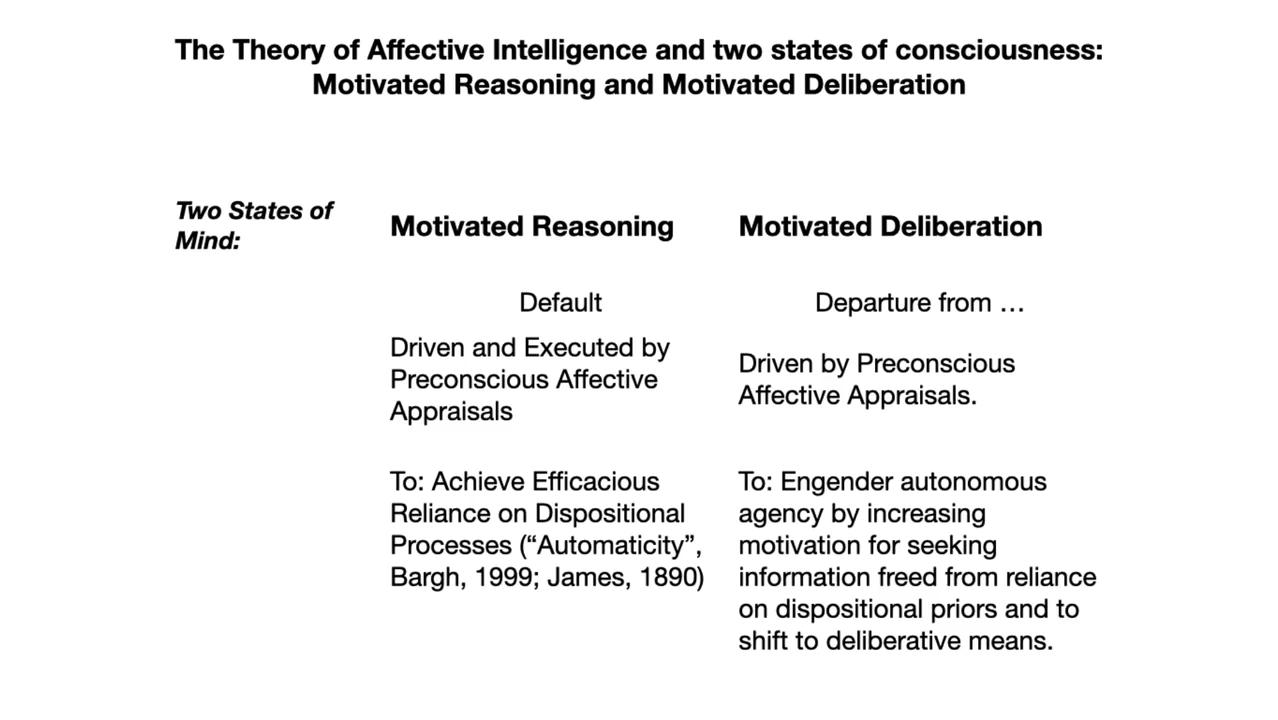 The Theory of Affective Intelligence and two states of consciousness:
Motivated Reasoning and Motivated Deliberation
Two States of
Mind:
Motivated Reasoning
Motivated Deliberation
Default
Departure from …
Driven and Executed by
Preconscious Affective
Appraisals
Driven by Preconscious
Affective Appraisals.
To: Achieve Efficacious
Reliance on Dispositional
Processes (“Automaticity”,
Bargh, 1999; James, 1890)
To: Engender autonomous
agency by increasing
motivation for seeking
information freed from reliance
on dispositional priors and to
shift to deliberative means.